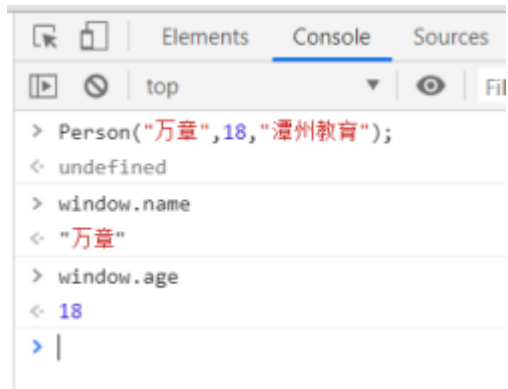 Elements Console Sources
top Fil
> Person("万章",18,"潭州教育");
<· undefined
> window.name
<· "万章"
> window.age
<· 18
>